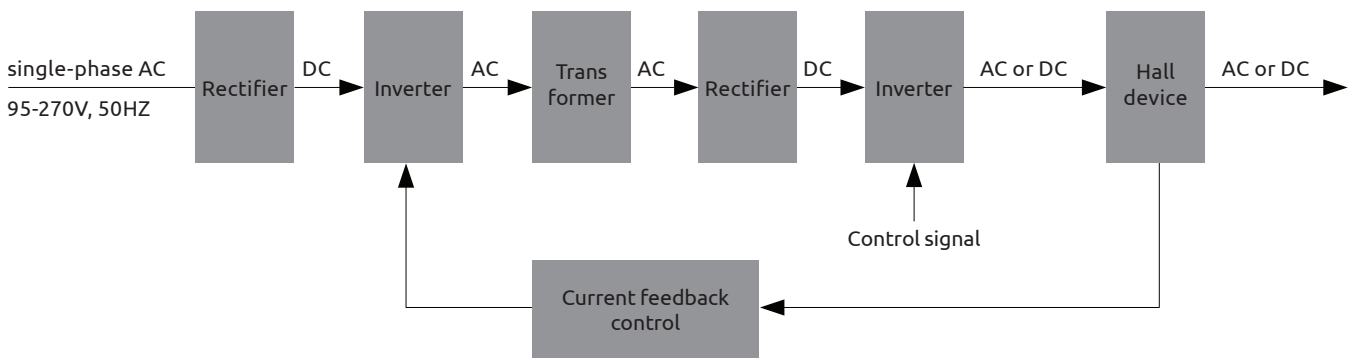 single-phase AC
95-270V, 50HZ
Rectifier
DC
Inverter
AC
Trans
former
AC
Rectifier
DC
Inverter
AC or DC
Hall
device
AC or DC
Control signal
Current feedback
control